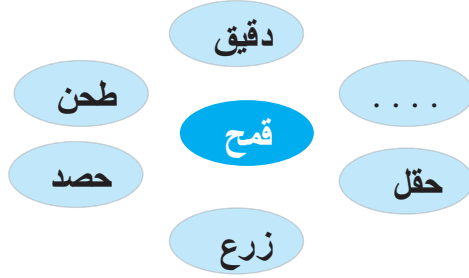 دقيق
. . . .
طحن
قمح
حقل
حصد
زرع